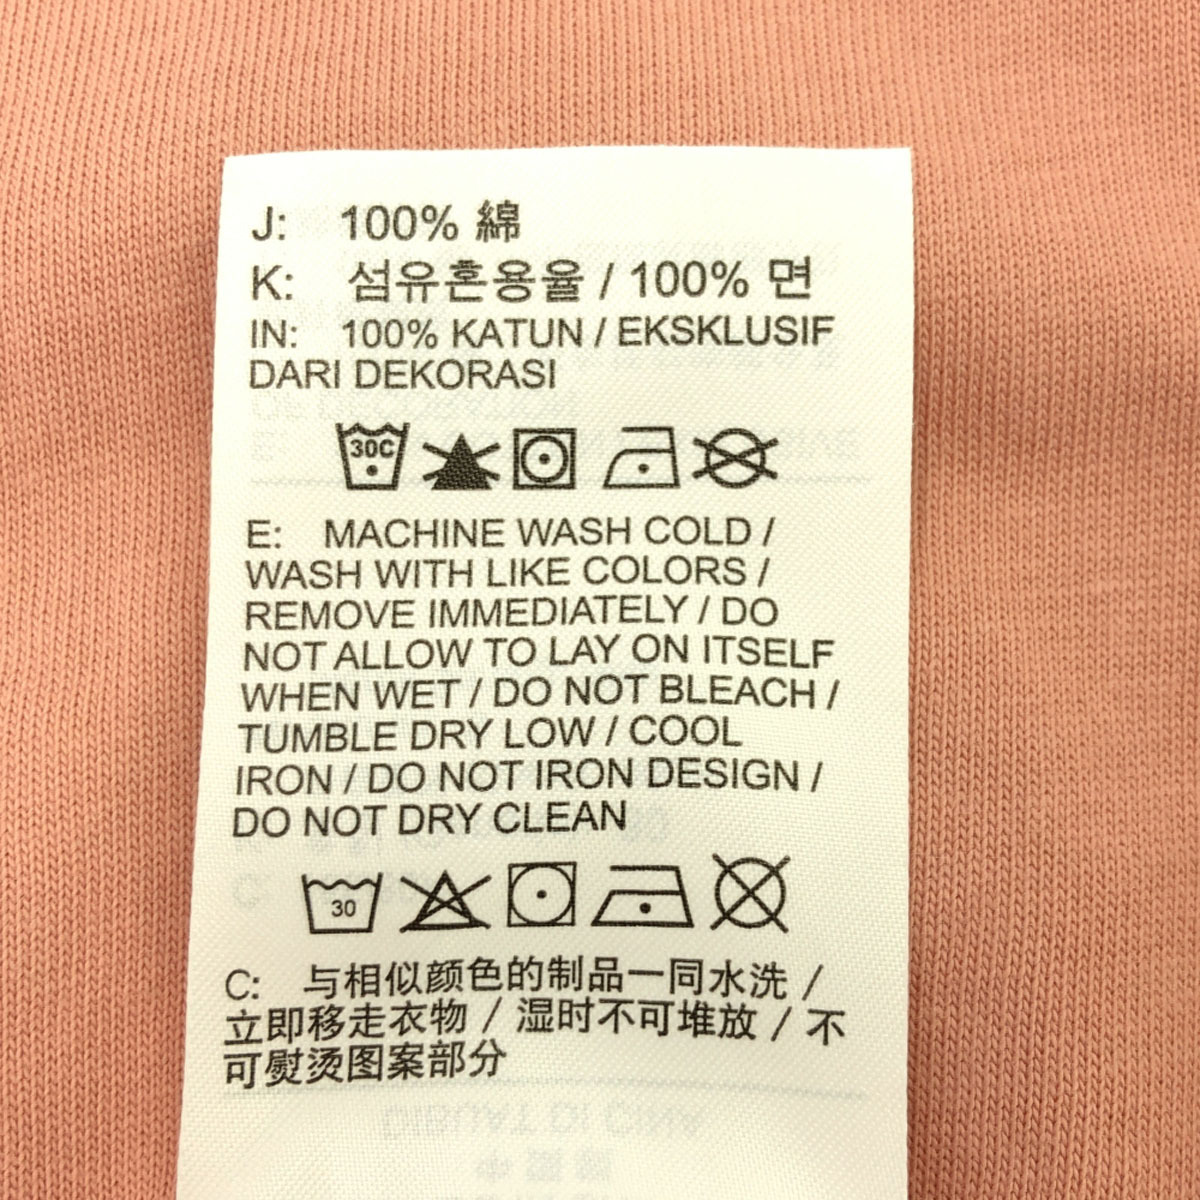 J: 100% 綿
K: 섬유혼용율 / 100% 면
IN: 100% KATUN / EKSKLUSIF
DARI DEKORASI
30C
E: MACHINE WASH COLD /
WASH WITH LIKE COLORS /
REMOVE IMMEDIATELY / DO
NOT ALLOW TO LAY ON ITSELF
WHEN WET / DO NOT BLEACH /
TUMBLE DRY LOW / COOL
IRON / DO NOT IRON DESIGN /
DO NOT DRY CLEAN
30
C: 与相似颜色的制品一同水洗 /
立即移走衣物 / 湿时不可堆放 / 不
可熨烫图案部分